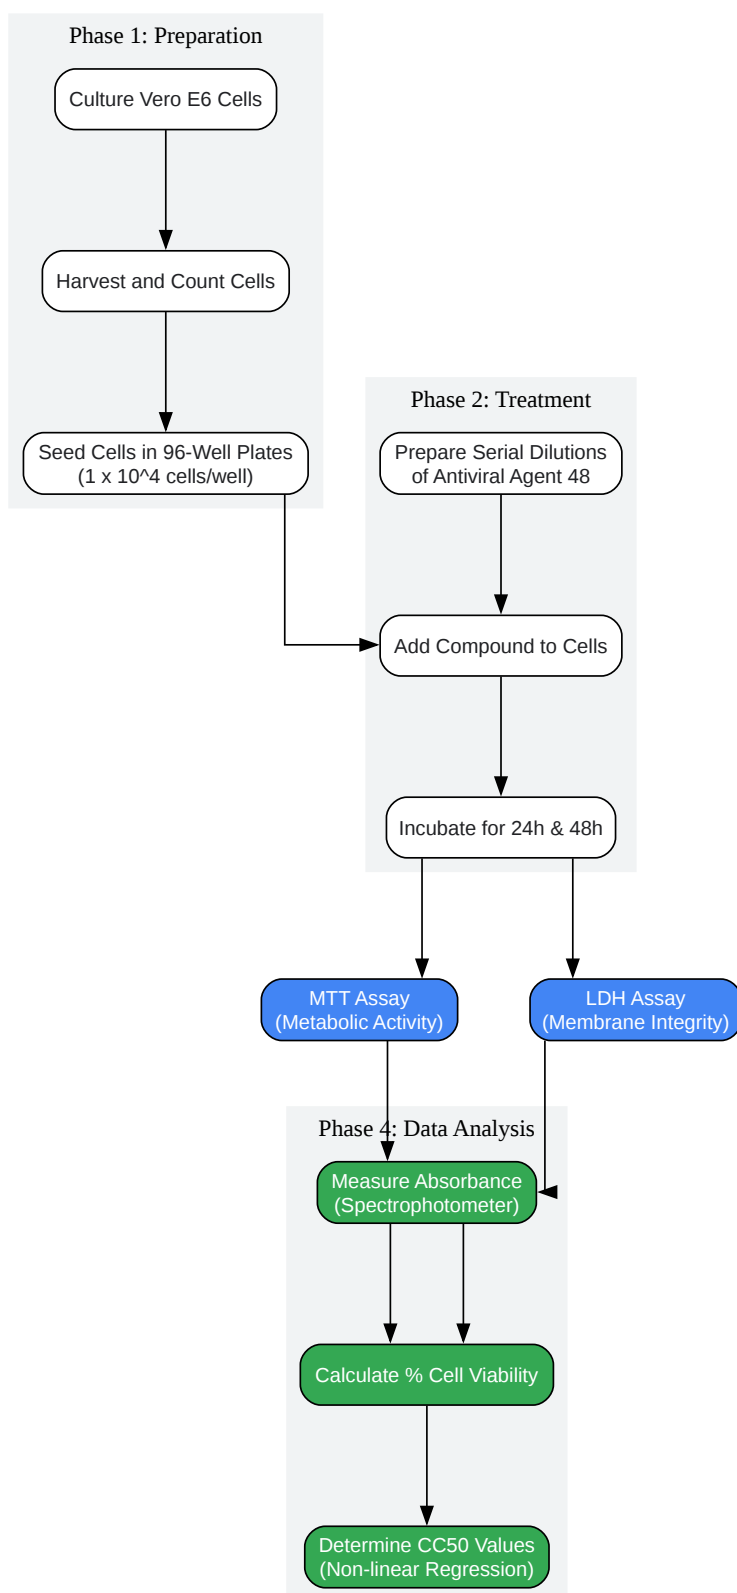 Phase 1: Preparation
Culture Vero E6 Cells
Harvest and Count Cells
Seed Cells in 96-Well Plates
(1 x 10^4 cells/well)
Phase 2: Treatment
Prepare Serial Dilutions
of Antiviral Agent 48
Add Compound to Cells
Incubate for 24h & 48h
MTT Assay
(Metabolic Activity)
LDH Assay
(Membrane Integrity)
Phase 4: Data Analysis
Measure Absorbance
(Spectrophotometer)
Calculate % Cell Viability
Determine CC50 Values
(Non-linear Regression)